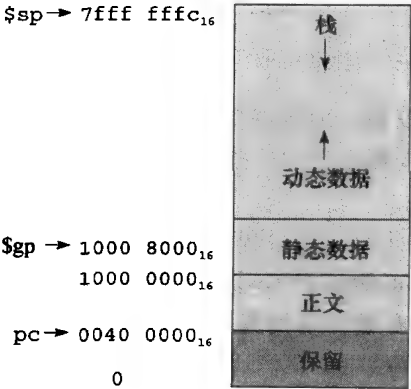 $sp→ 7fff fffc₁₆
栈
动态数据
$gp → 1000 8000₁₆
静态数据
1000 0000₁₆
正文
pc→ 0040 0000₁₆
保留
0